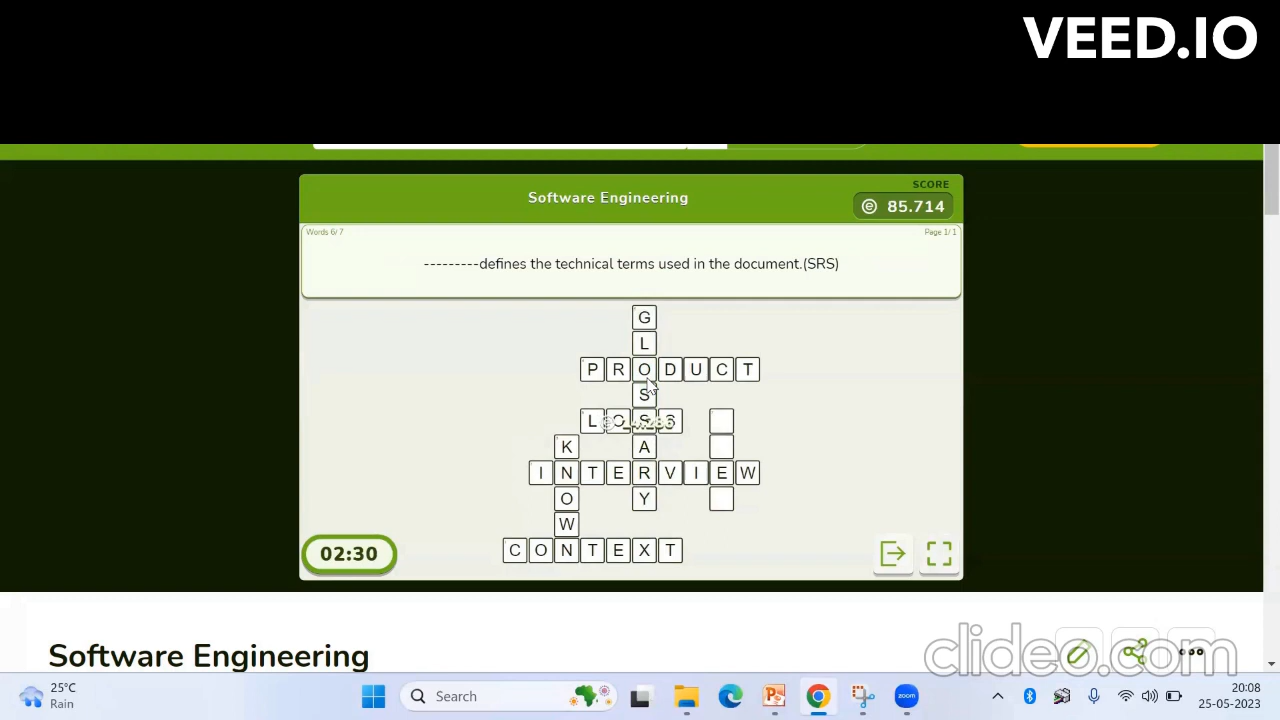 VEED.IO
SCORE
Software Engineering
85.714
Words 6/ 7
Page 1/ 1
---------defines the technical terms used in the document.(SRS)
G
L
PRODUCT
S
S
K
A
INTERVIEW
O
Y
W
02:30
CONTEXT
Software Engineering
clideo.com
25°C
Rain
Search
zoom
20:08
25-05-2023